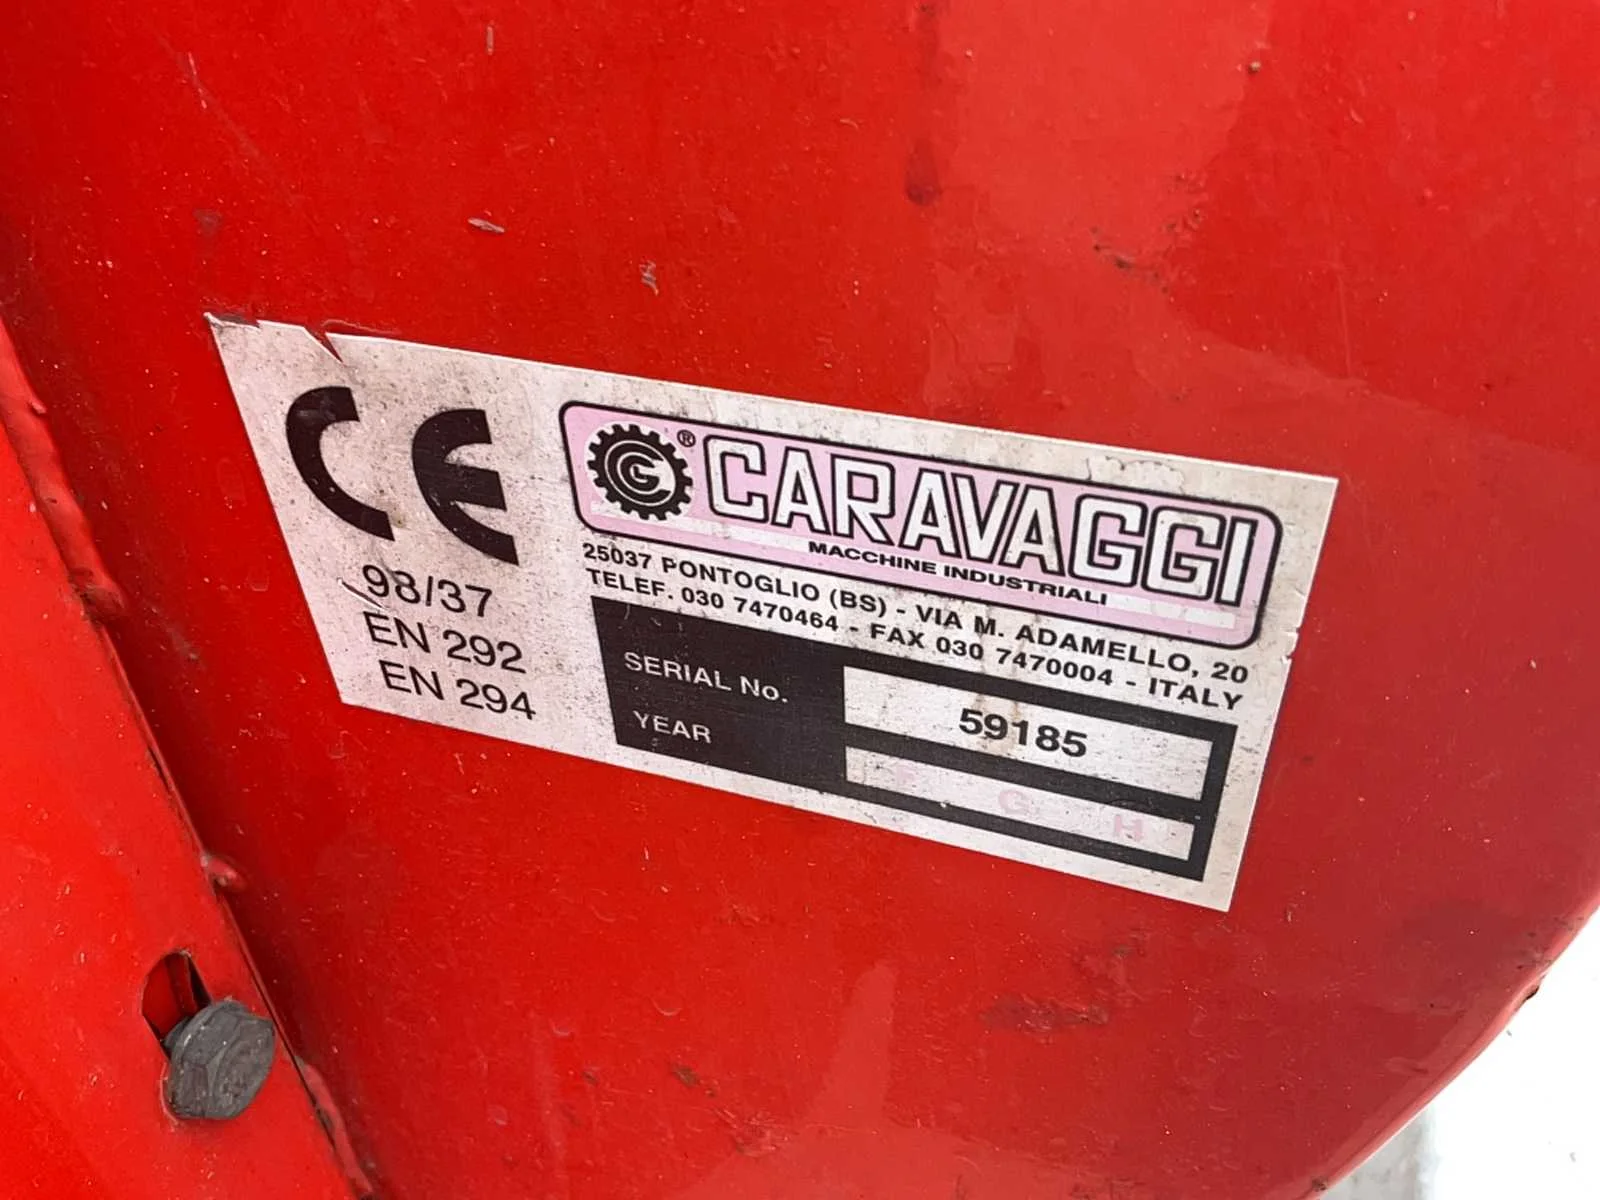 CE
98/37
EN 292
EN 294
G ® CARAVAGGI
MACCHINE INDUSTRIALI
25037 PONTOGLIO (BS) - VIA M. ADAMELLO, 20
TELEF. 030 7470464 - FAX 030 7470004 - ITALY
SERIAL No. 59185
YEAR G H